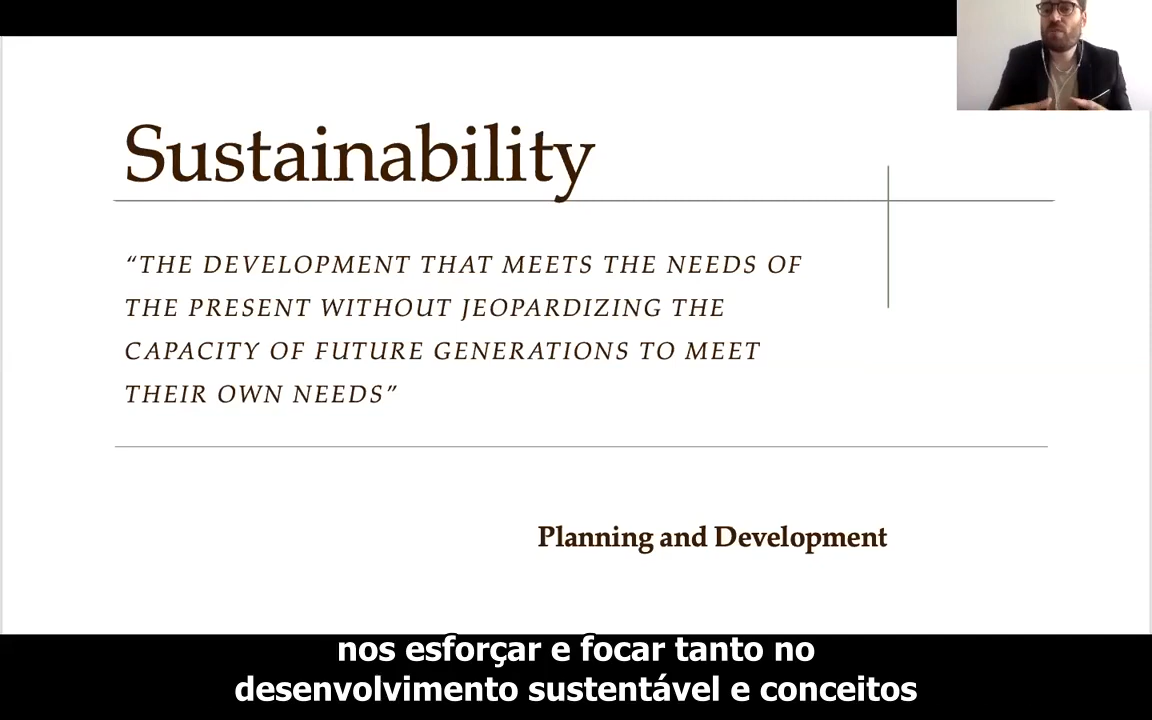 Sustainability
“THE DEVELOPMENT THAT MEETS THE NEEDS OF
THE PRESENT WITHOUT JEOPARDIZING THE
CAPACITY OF FUTURE GENERATIONS TO MEET
THEIR OWN NEEDS”
Planning and Development
nos esforçar e focar tanto no
desenvolvimento sustentável e conceitos